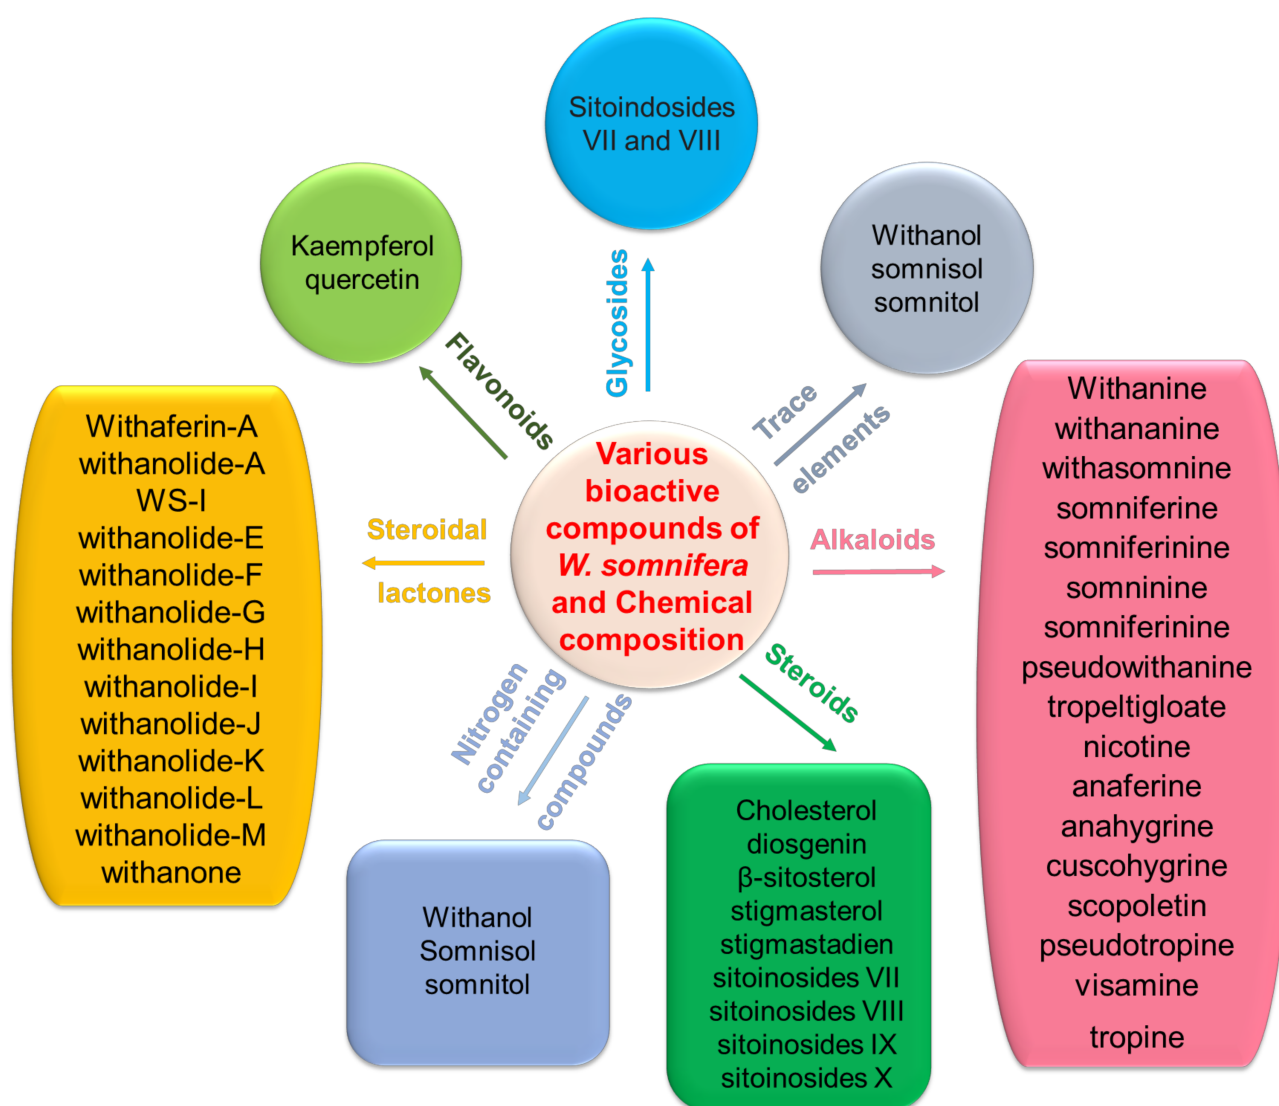 Sitoindosides
VII and VIII
Glycosides
Kaempferol
quercetin
Flavonoids
Withanol
somnisol
somnitol
Trace
elements
Various
bioactive
compounds of
W. somnifera
and Chemical
composition
Steroidal
lactones
Withaferin-A
withanolide-A
WS-I
withanolide-E
withanolide-F
withanolide-G
withanolide-H
withanolide-I
withanolide-J
withanolide-K
withanolide-L
withanolide-M
withanone
Alkaloids
Withanine
withananine
withasomnine
somniferine
somniferinine
somninine
somniferinine
pseudowithanine
tropeltigloate
nicotine
anaferine
anahygrine
cuscohygrine
scopoletin
pseudotropine
visamine
tropine
Nitrogen
containing
compounds
Withanol
Somnisol
somnitol
Steroids
Cholesterol
diosgenin
β-sitosterol
stigmasterol
stigmastadien
sitoinosides VII
sitoinosides VIII
sitoinosides IX
sitoinosides X